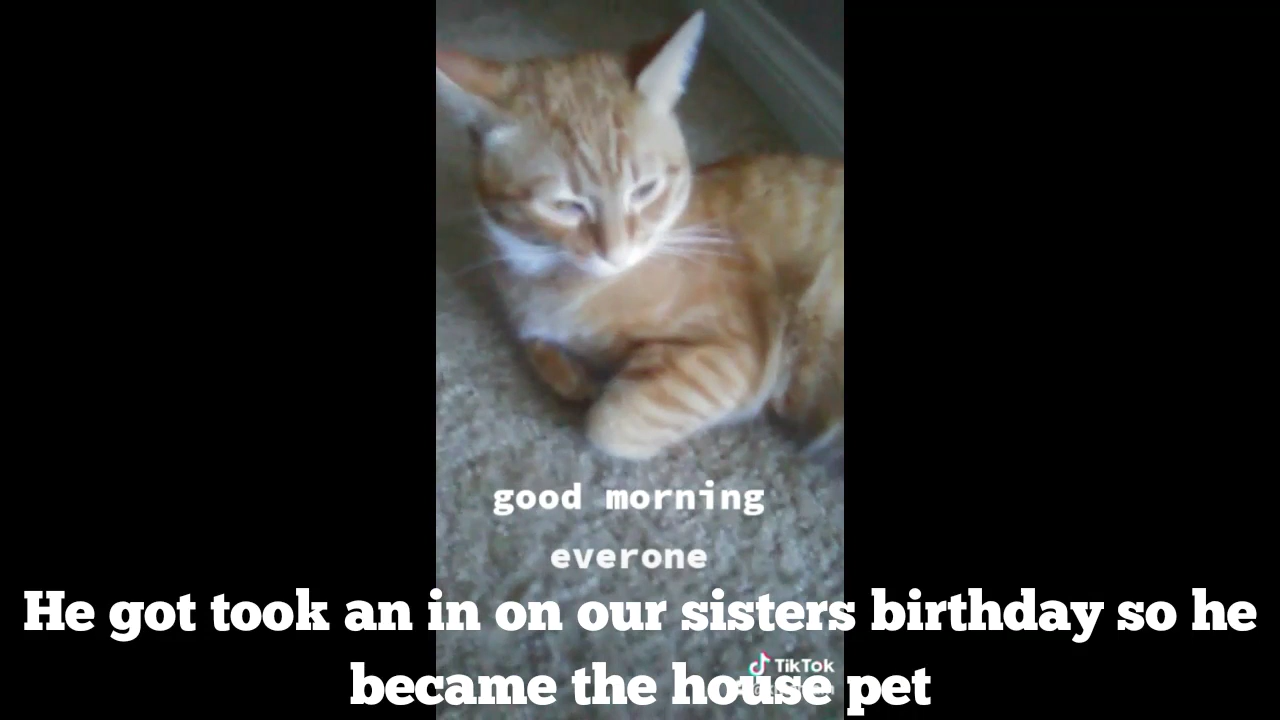 good morning
everone
He got took an in on our sisters birthday so he
TikTok
became the house pet